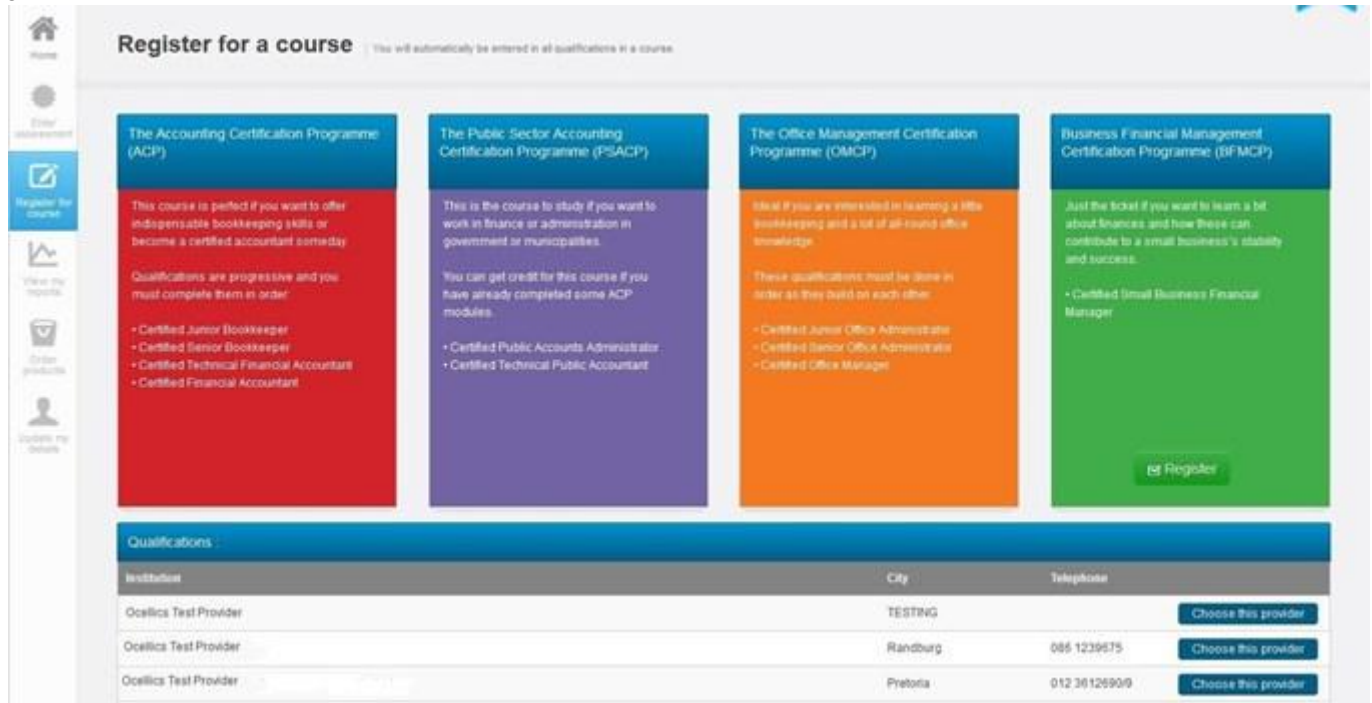 Home
Enter
assessment
Register for
course
View my
reports
Order
products
Update my
details
Register for a course
You will automatically be entered in all qualifications in a course.
The Accounting Certification Programme
(ACP)
This course is perfect if you want to offer
indispensable bookkeeping skills or
become a certified accountant someday.
Qualifications are progressive and you
must complete them in order:
• Certified Junior Bookkeeper
• Certified Senior Bookkeeper
• Certified Technical Financial Accountant
• Certified Financial Accountant
The Public Sector Accounting
Certification Programme (PSACP)
This is the course to study if you want to
work in finance or administration in
government or municipalities.
You can get credit for this course if you
have already completed some ACP
modules.
• Certified Public Accounts Administrator
• Certified Technical Public Accountant
The Office Management Certification
Programme (OMCP)
Ideal if you are interested in learning a little
bookkeeping and a lot of all-round office
knowledge.
These qualifications must be done in
order as they build on each other.
• Certified Junior Office Administrator
• Certified Senior Office Administrator
• Certified Office Manager
Business Financial Management
Certification Programme (BFMCP)
Just the ticket if you want to learn a bit
about finances and how these can
contribute to a small business's stability
and success.
• Certified Small Business Financial
Manager
Register
Qualifications :
Institution City Telephone
Ocellics Test Provider TESTING Choose this provider
Ocellics Test Provider Randburg 086 1239675 Choose this provider
Ocellics Test Provider Pretoria 012 3612690/9 Choose this provider